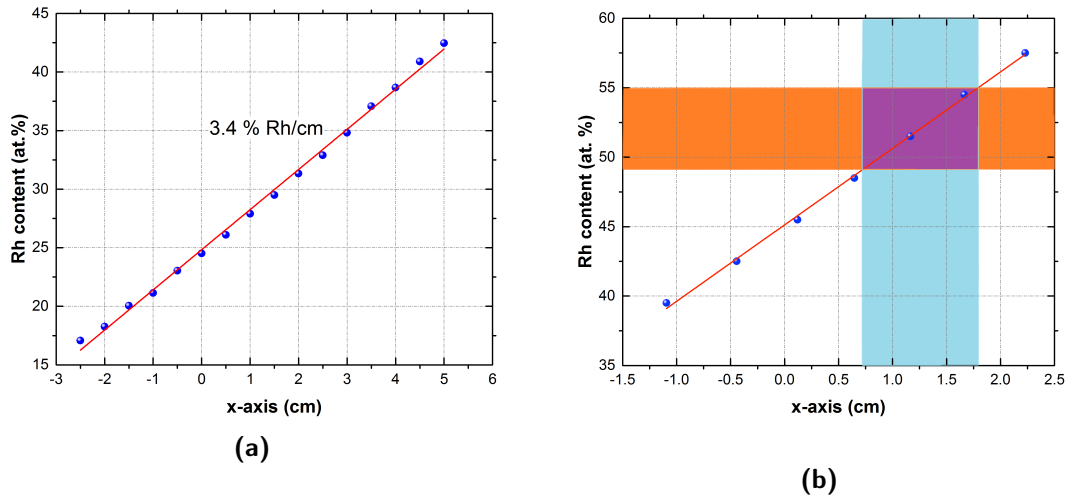 45
40
35
30
25
20
15
Rh content (at.%)
3.4 % Rh/cm
-3 -2 -1 0 1 2 3 4 5 6
x-axis (cm)
(a)
60
55
50
45
40
35
Rh content (at. %)
-1.5 -1.0 -0.5 0.0 0.5 1.0 1.5 2.0 2.5
x-axis (cm)
(b)